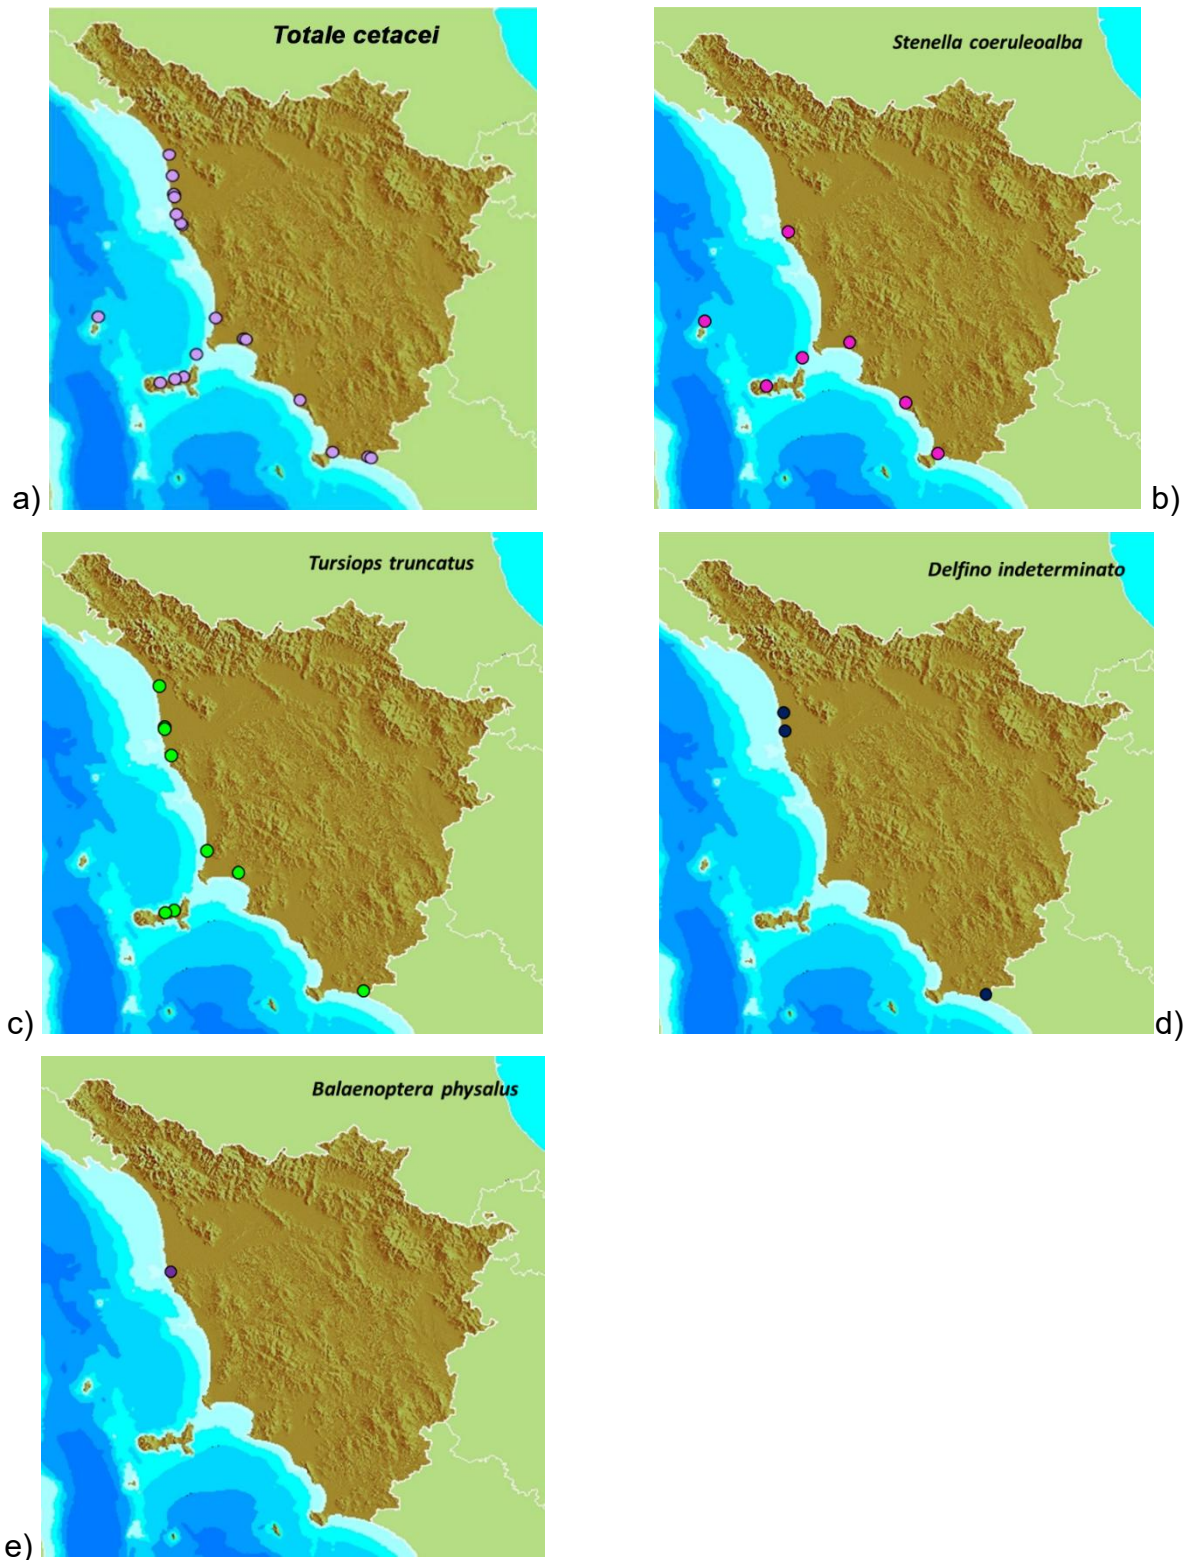 Totale cetacei
Stenella coeruleoalba
a)
b)
Tursiops truncatus
Delfino indeterminato
c)
d)
Balaenoptera physalus
e)